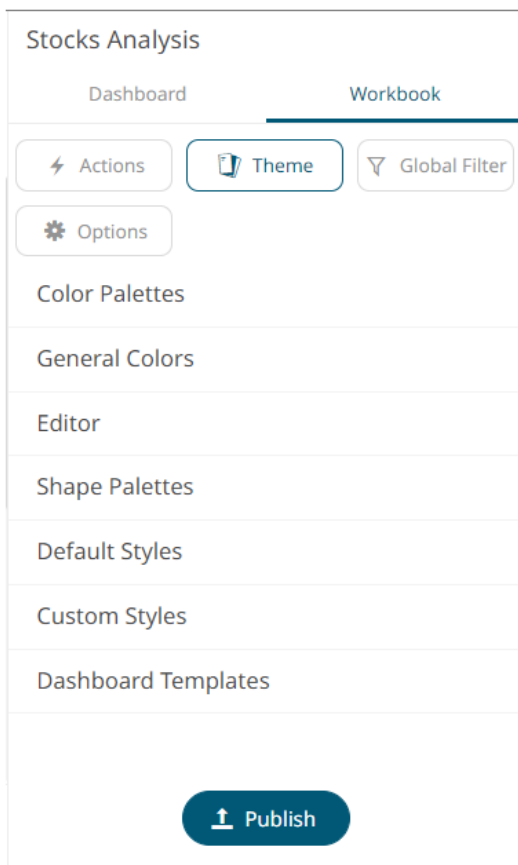 Stocks Analysis
Dashboard Workbook
Actions Theme Global Filter
Options
Color Palettes
General Colors
Editor
Shape Palettes
Default Styles
Custom Styles
Dashboard Templates
Publish